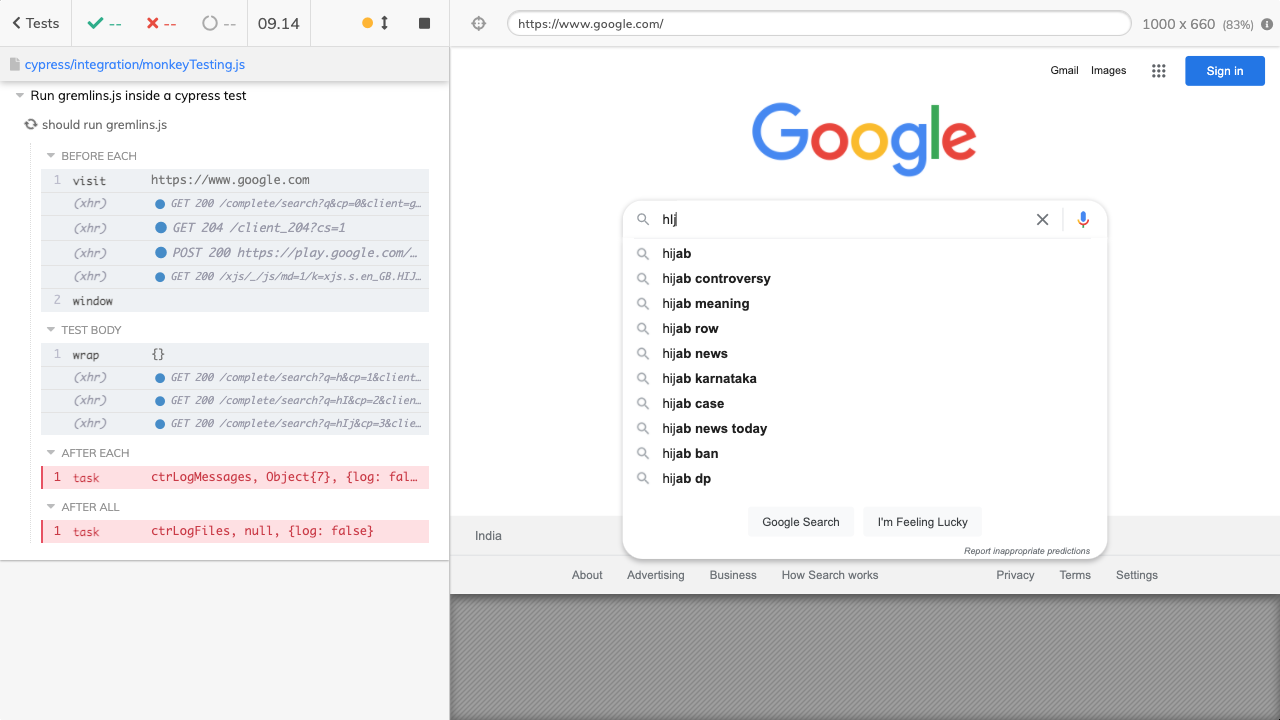 Tests
--
--
--
09.14
https://www.google.com/
1000 x 660 (83%)
cypress/integration/monkeyTesting.js
Run gremlins.js inside a cypress test
should run gremlins.js
BEFORE EACH
1 visit https://www.google.com
(xhr) GET 200 /complete/search?q&cp=0&client=g...
(xhr) GET 204 /client_204?cs=1
(xhr) POST 200 https://play.google.com/...
(xhr) GET 200 /xjs/_/js/md=1/k=xjs.s.en_GB.HIJ...
2 window
TEST BODY
1 wrap {}
(xhr) GET 200 /complete/search?q=h&cp=1&client...
(xhr) GET 200 /complete/search?q=hI&cp=2&clien...
(xhr) GET 200 /complete/search?q=hIj&cp=3&clie...
AFTER EACH
1 task ctrLogMessages, Object{7}, {log: fal...
AFTER ALL
1 task ctrLogFiles, null, {log: false}
Gmail Images Sign in
Google
hIj
hijab
hijab controversy
hijab meaning
hijab row
hijab news
hijab karnataka
hijab case
hijab news today
hijab ban
hijab dp
Google Search I'm Feeling Lucky
Report inappropriate predictions
India
About Advertising Business How Search works Privacy Terms Settings